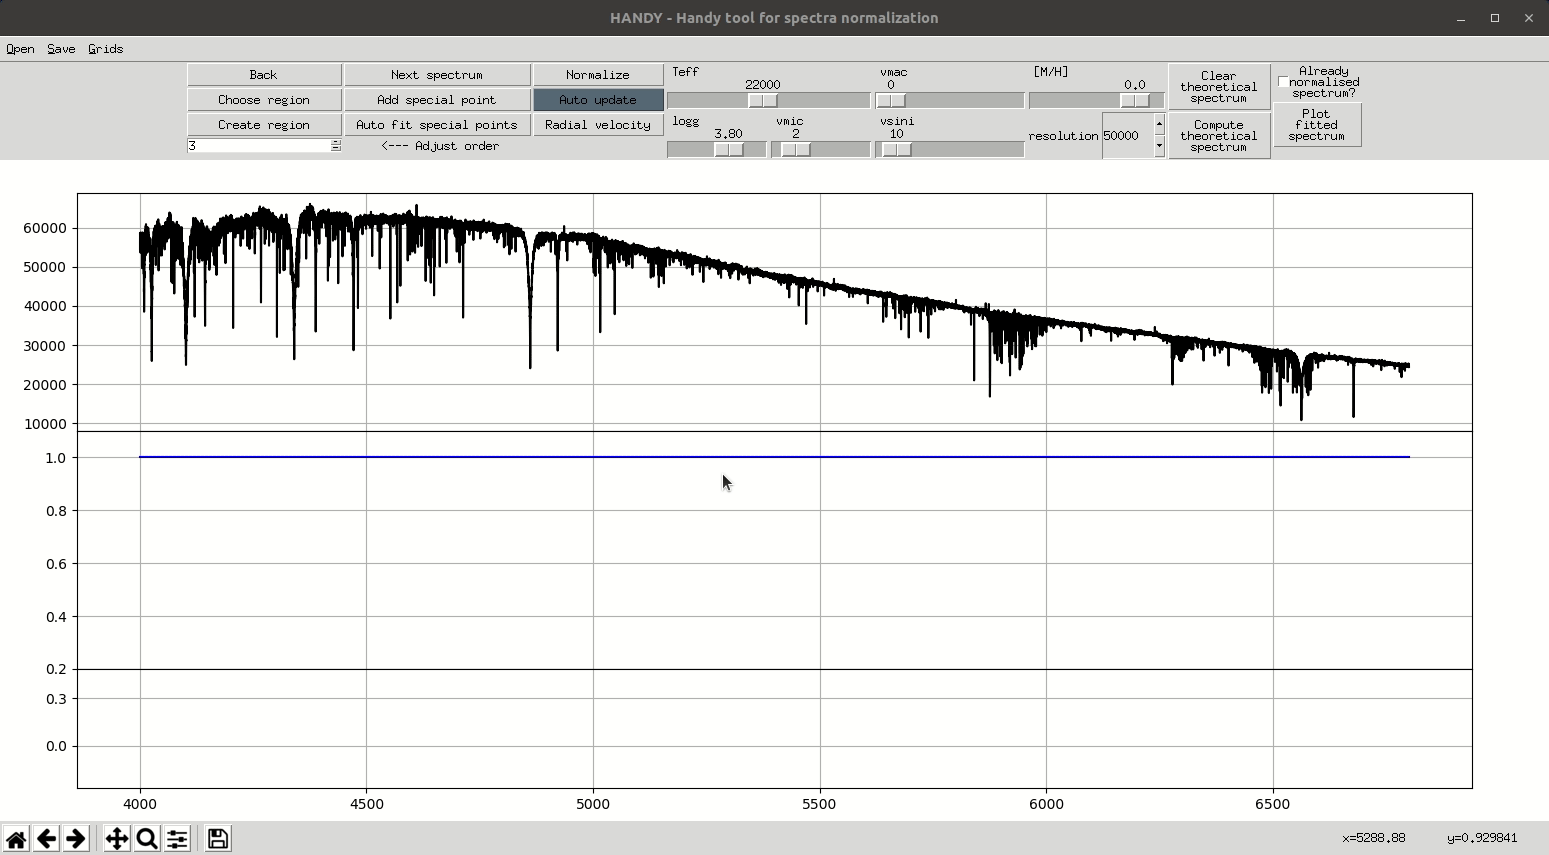 HANDY - Handy tool for spectra normalization
Open Save Grids
Back Next spectrum Normalize
Choose region Add special point Auto update
Create region Auto fit special points Radial velocity
3 <--- Adjust order
Teff vmac [M/H]
22000 0 0.0
logg vmic vsini
3.80 2 10
resolution 50000
Clear
theoretical
spectrum
Compute
theoretical
spectrum
Already
normalised
spectrum?
Plot
fitted
spectrum
60000
50000
40000
30000
20000
10000
1.0
0.8
0.6
0.4
0.2
0.3
0.0
4000 4500 5000 5500 6000 6500
x=5288.88 y=0.929841